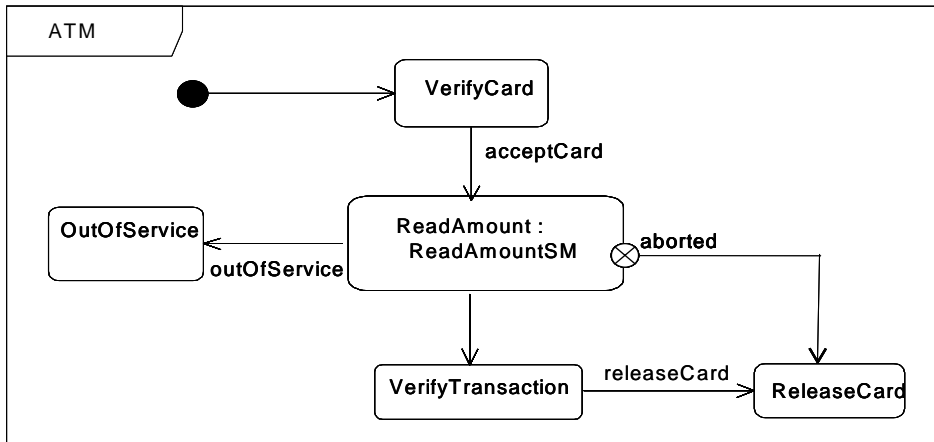 ATM
VerifyCard
acceptCard
ReadAmount :
ReadAmountSM
aborted
OutOfService
outOfService
releaseCard
VerifyTransaction
ReleaseCard